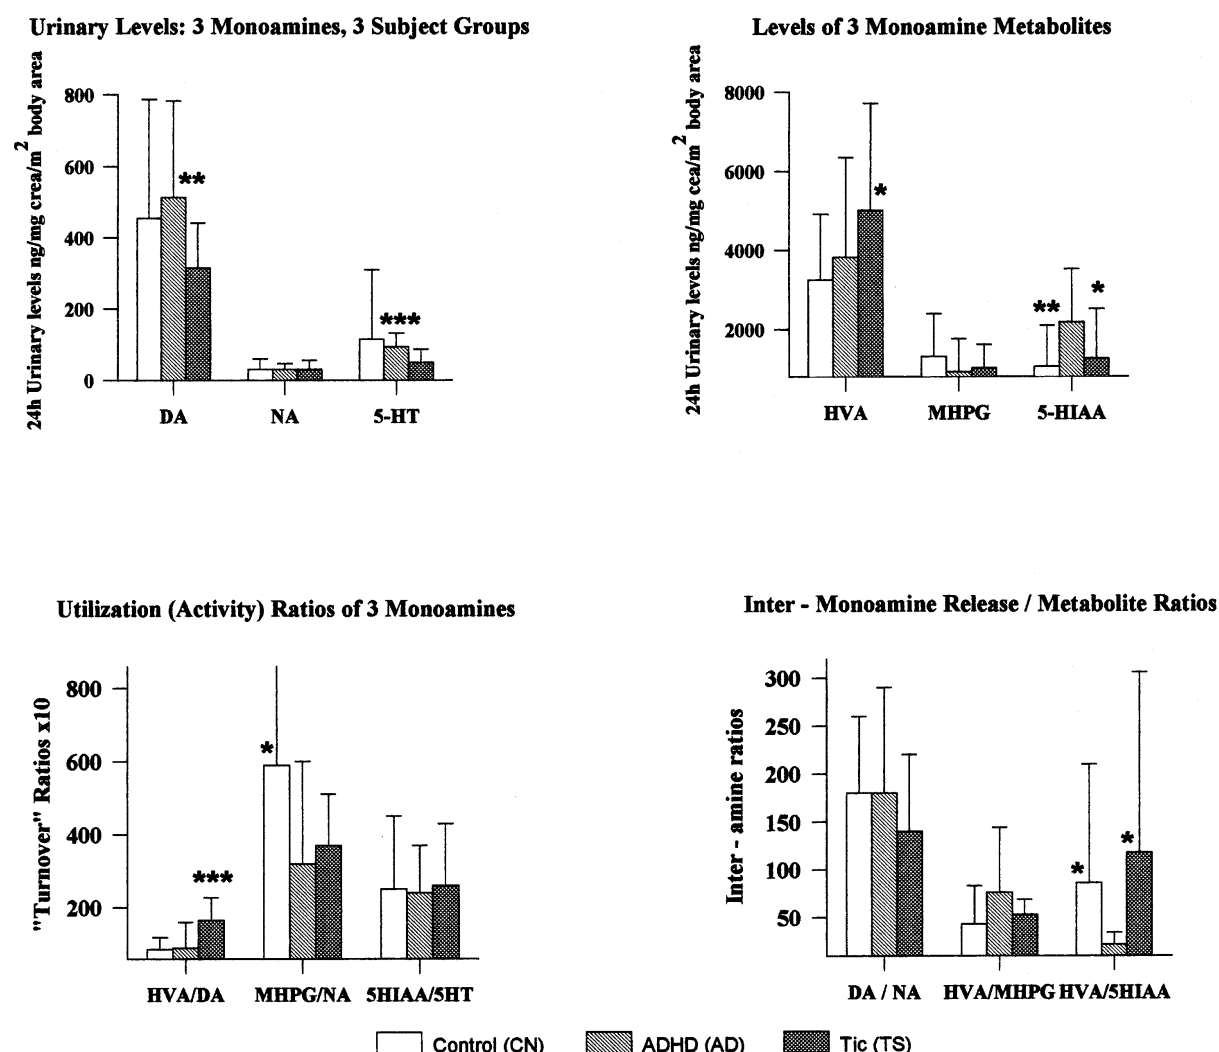 Urinary Levels: 3 Monoamines, 3 Subject Groups
24h Urinary levels ng/mg crea/m2 body area
800
600
400
200
0
**
***
DA NA 5-HT
Levels of 3 Monoamine Metabolites
24h Urinary levels ng/mg cea/m2 body area
8000
6000
4000
2000
*
**
*
HVA MHPG 5-HIAA
Utilization (Activity) Ratios of 3 Monoamines
"Turnover" Ratios x10
800
600
400
200
***
*
HVA/DA MHPG/NA 5HIAA/5HT
Inter - Monoamine Release / Metabolite Ratios
Inter - amine ratios
300
250
200
150
100
50
*
*
DA / NA HVA/MHPG HVA/5HIAA
Control (CN) ADHD (AD) Tic (TS)